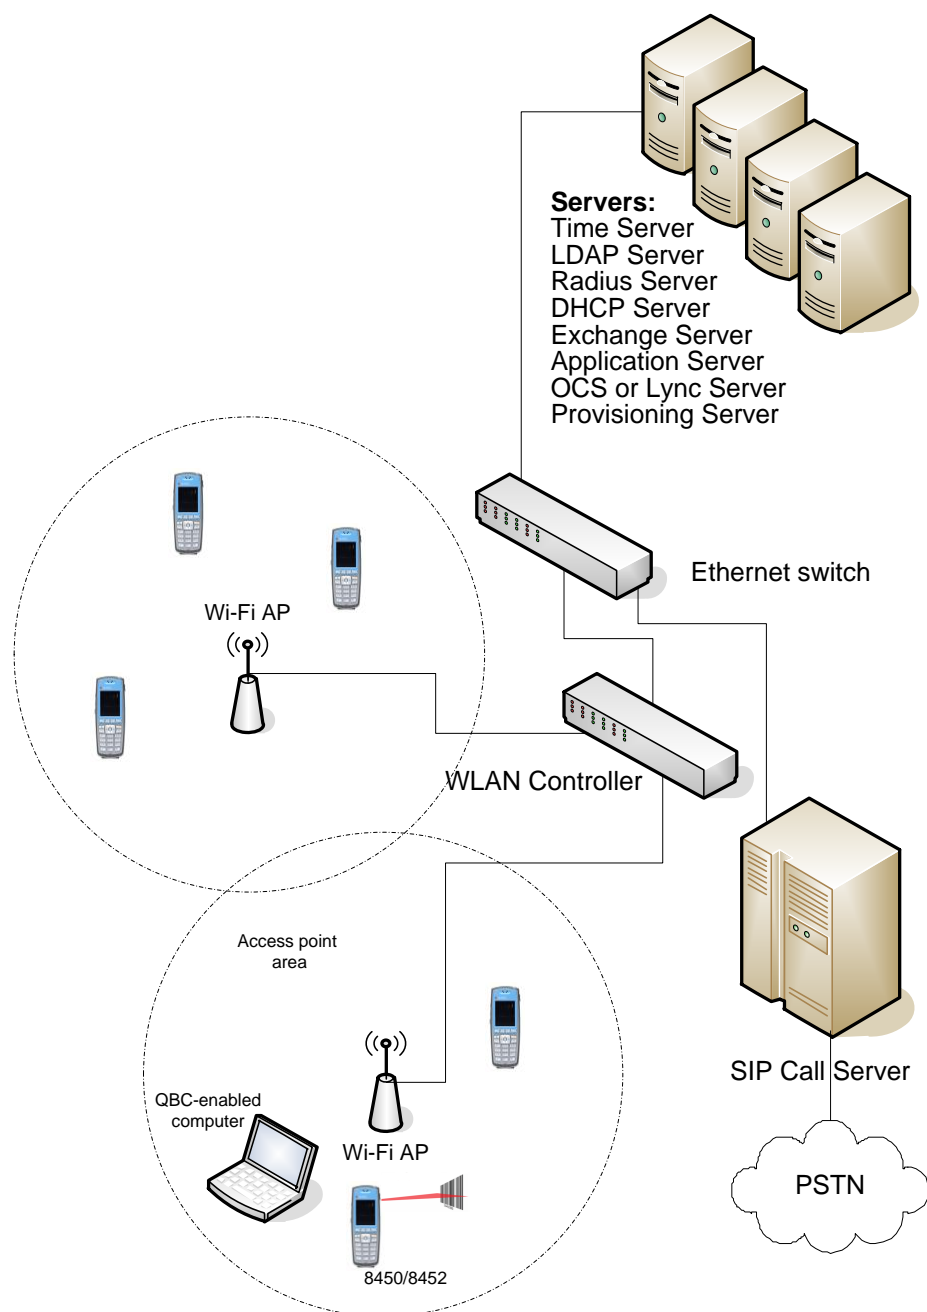 Servers:
Time Server
LDAP Server
Radius Server
DHCP Server
Exchange Server
Application Server
OCS or Lync Server
Provisioning Server
Ethernet switch
Wi-Fi AP
WLAN Controller
Access point
area
SIP Call Server
QBC-enabled
computer
Wi-Fi AP
PSTN
8450/8452